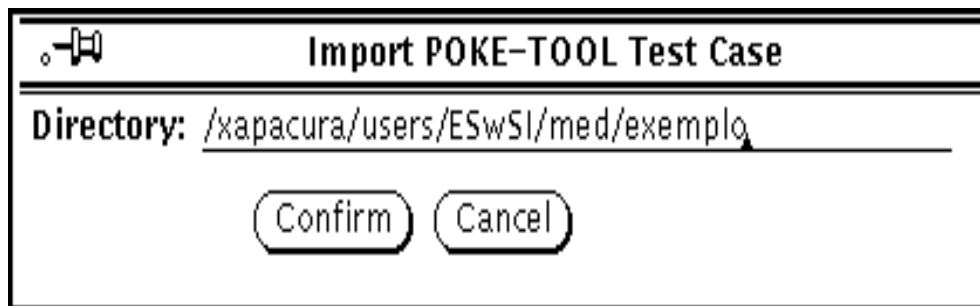 Import POKE-TOOL Test Case
Directory: /xapacura/users/ESwSI/med/exemplo
Confirm Cancel